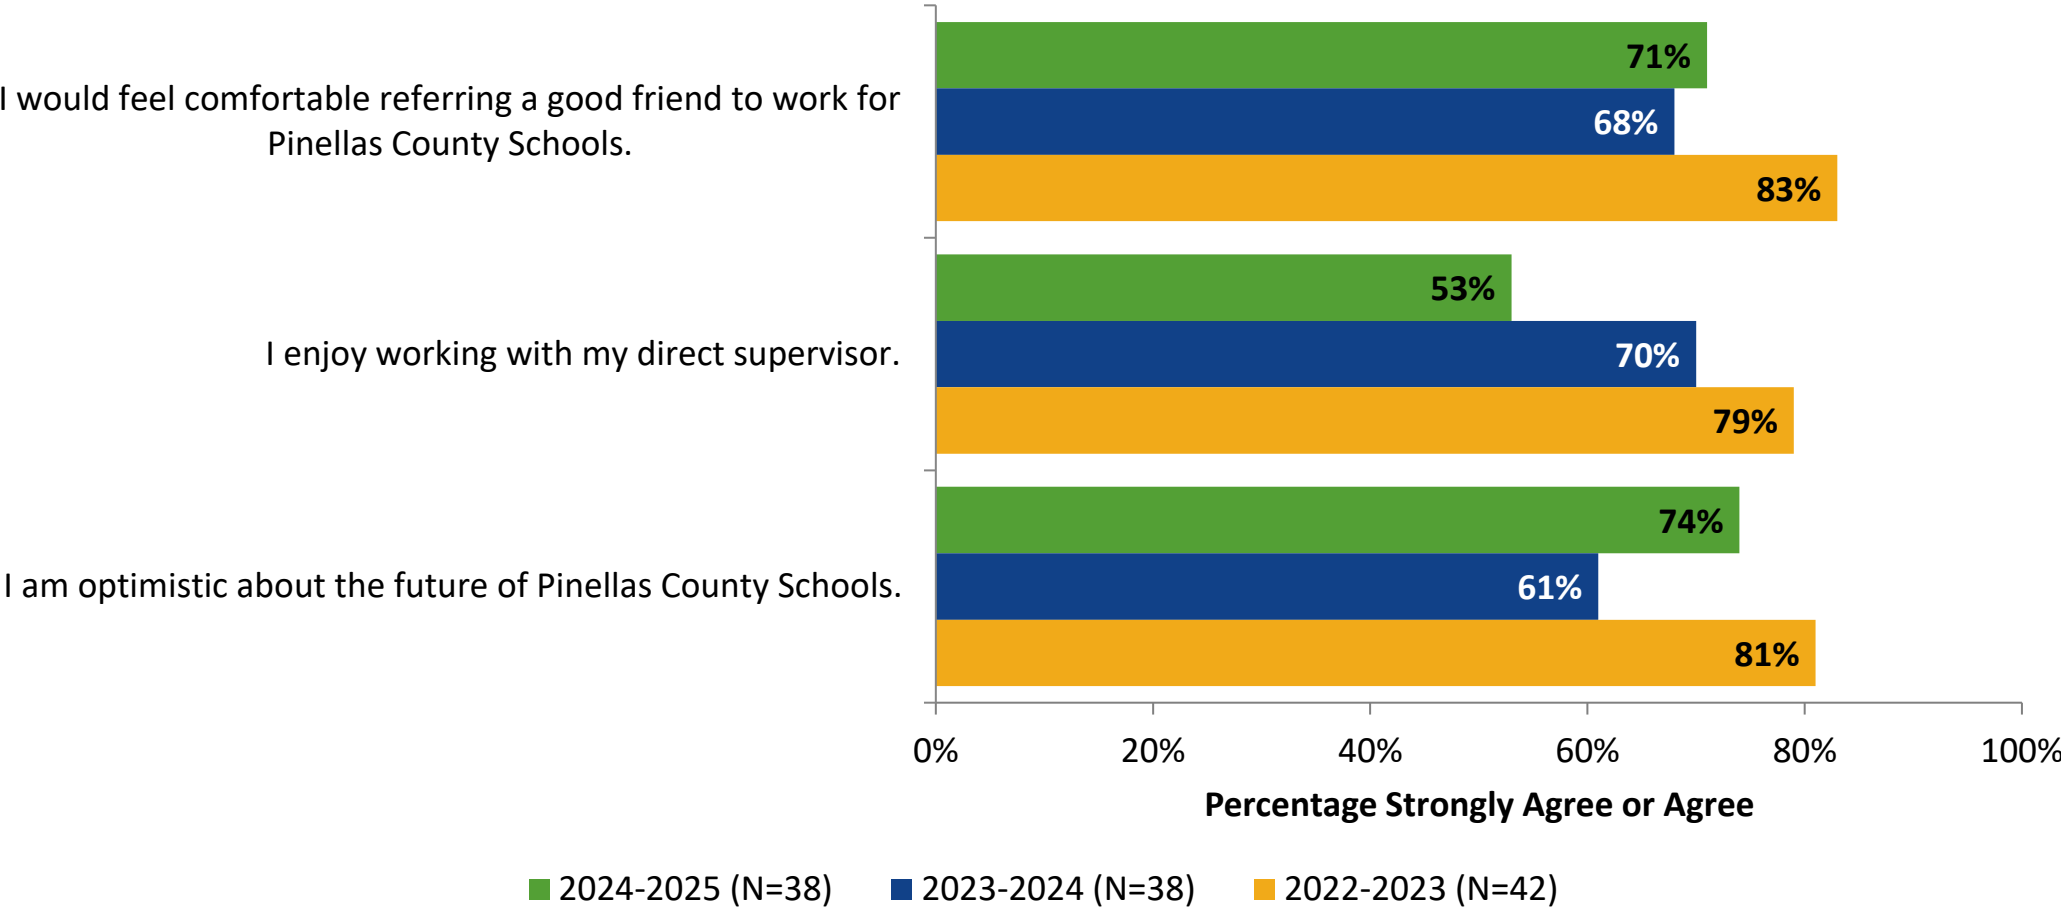 I would feel comfortable referring a good friend to work for
Pinellas County Schools.
71%
68%
83%
I enjoy working with my direct supervisor.
53%
70%
79%
I am optimistic about the future of Pinellas County Schools.
74%
61%
81%
0% 20% 40% 60% 80% 100%
Percentage Strongly Agree or Agree
2024-2025 (N=38) 2023-2024 (N=38) 2022-2023 (N=42)